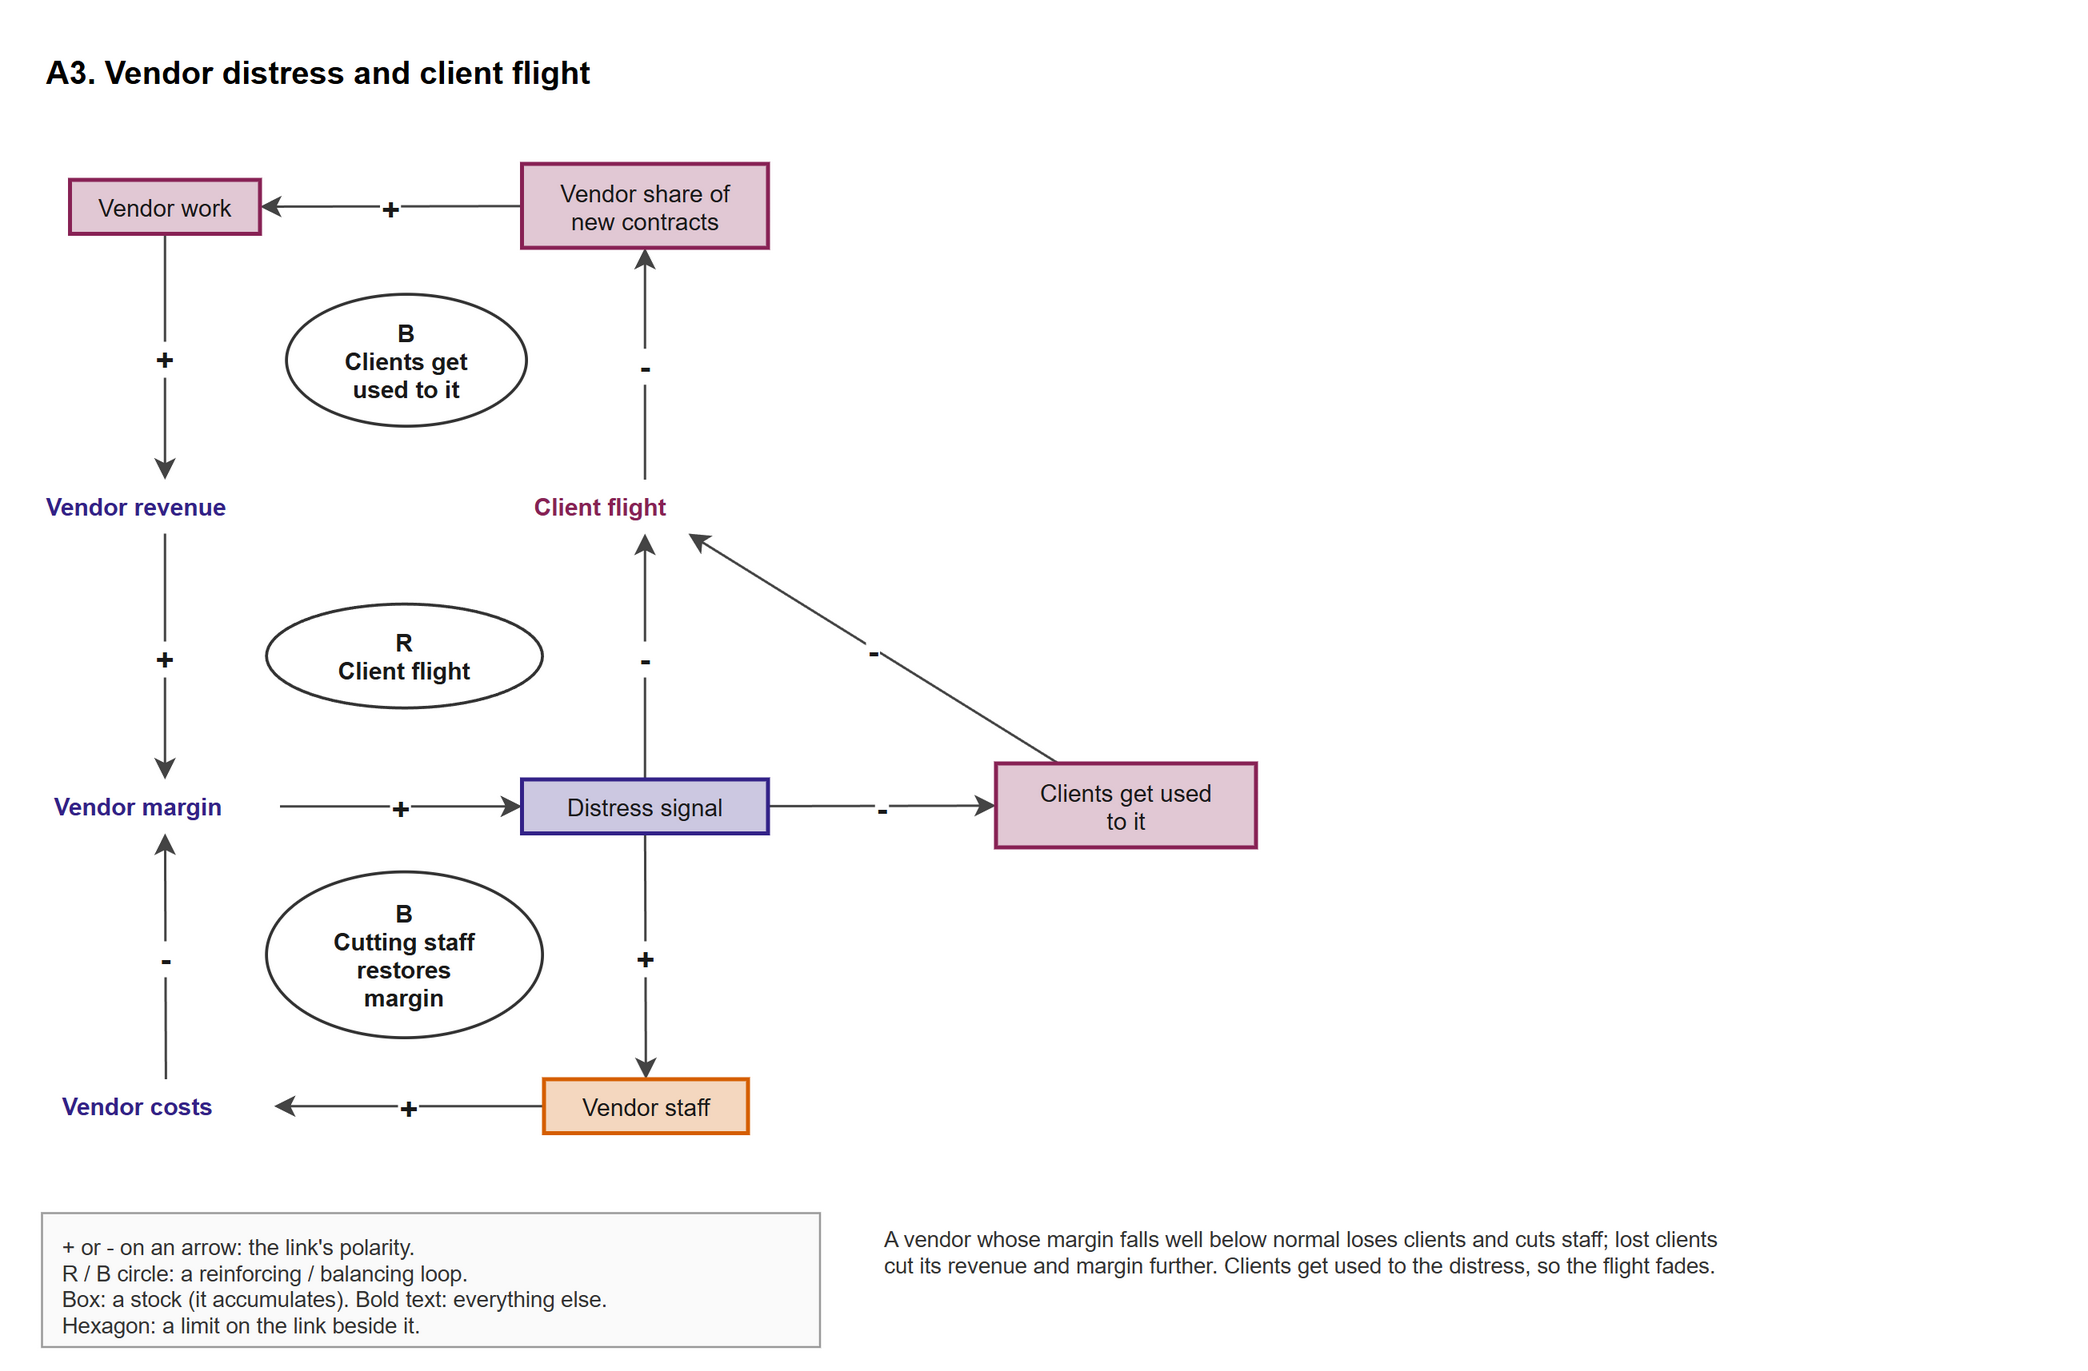 A3. Vendor distress and client flight
Vendor work
+
Vendor share of
new contracts
B
Clients get
used to it
+
-
Vendor revenue
Client flight
R
Client flight
+
-
-
Vendor margin
+
Distress signal
-
Clients get used
to it
B
Cutting staff
restores
margin
-
+
Vendor costs
+
Vendor staff
+ or - on an arrow: the link's polarity.
R / B circle: a reinforcing / balancing loop.
Box: a stock (it accumulates). Bold text: everything else.
Hexagon: a limit on the link beside it.
A vendor whose margin falls well below normal loses clients and cuts staff; lost clients
cut its revenue and margin further. Clients get used to the distress, so the flight fades.